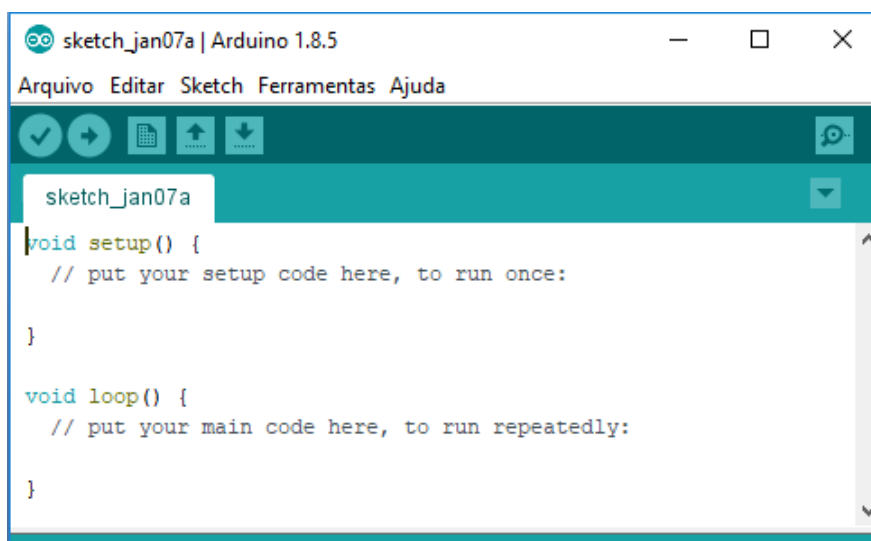 sketch_jan07a | Arduino 1.8.5
Arquivo Editar Sketch Ferramentas Ajuda
sketch_jan07a
void setup() {
  // put your setup code here, to run once:
}
void loop() {
  // put your main code here, to run repeatedly:
}